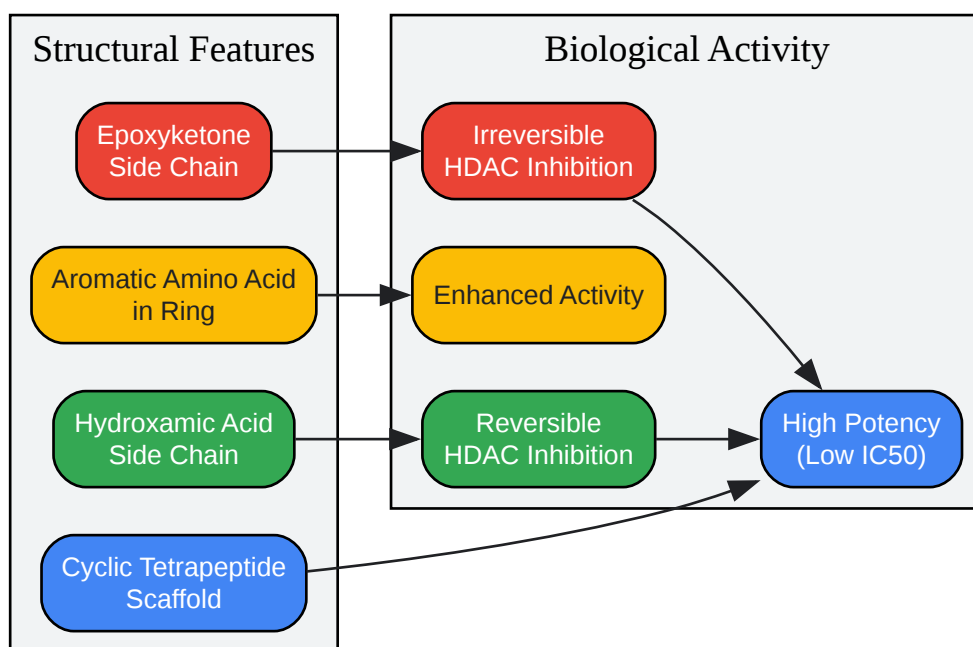 Structural Features
Biological Activity
Epoxyketone
Side Chain
Irreversible
HDAC Inhibition
Aromatic Amino Acid
in Ring
Enhanced Activity
Hydroxamic Acid
Side Chain
Reversible
HDAC Inhibition
High Potency
(Low IC50)
Cyclic Tetrapeptide
Scaffold